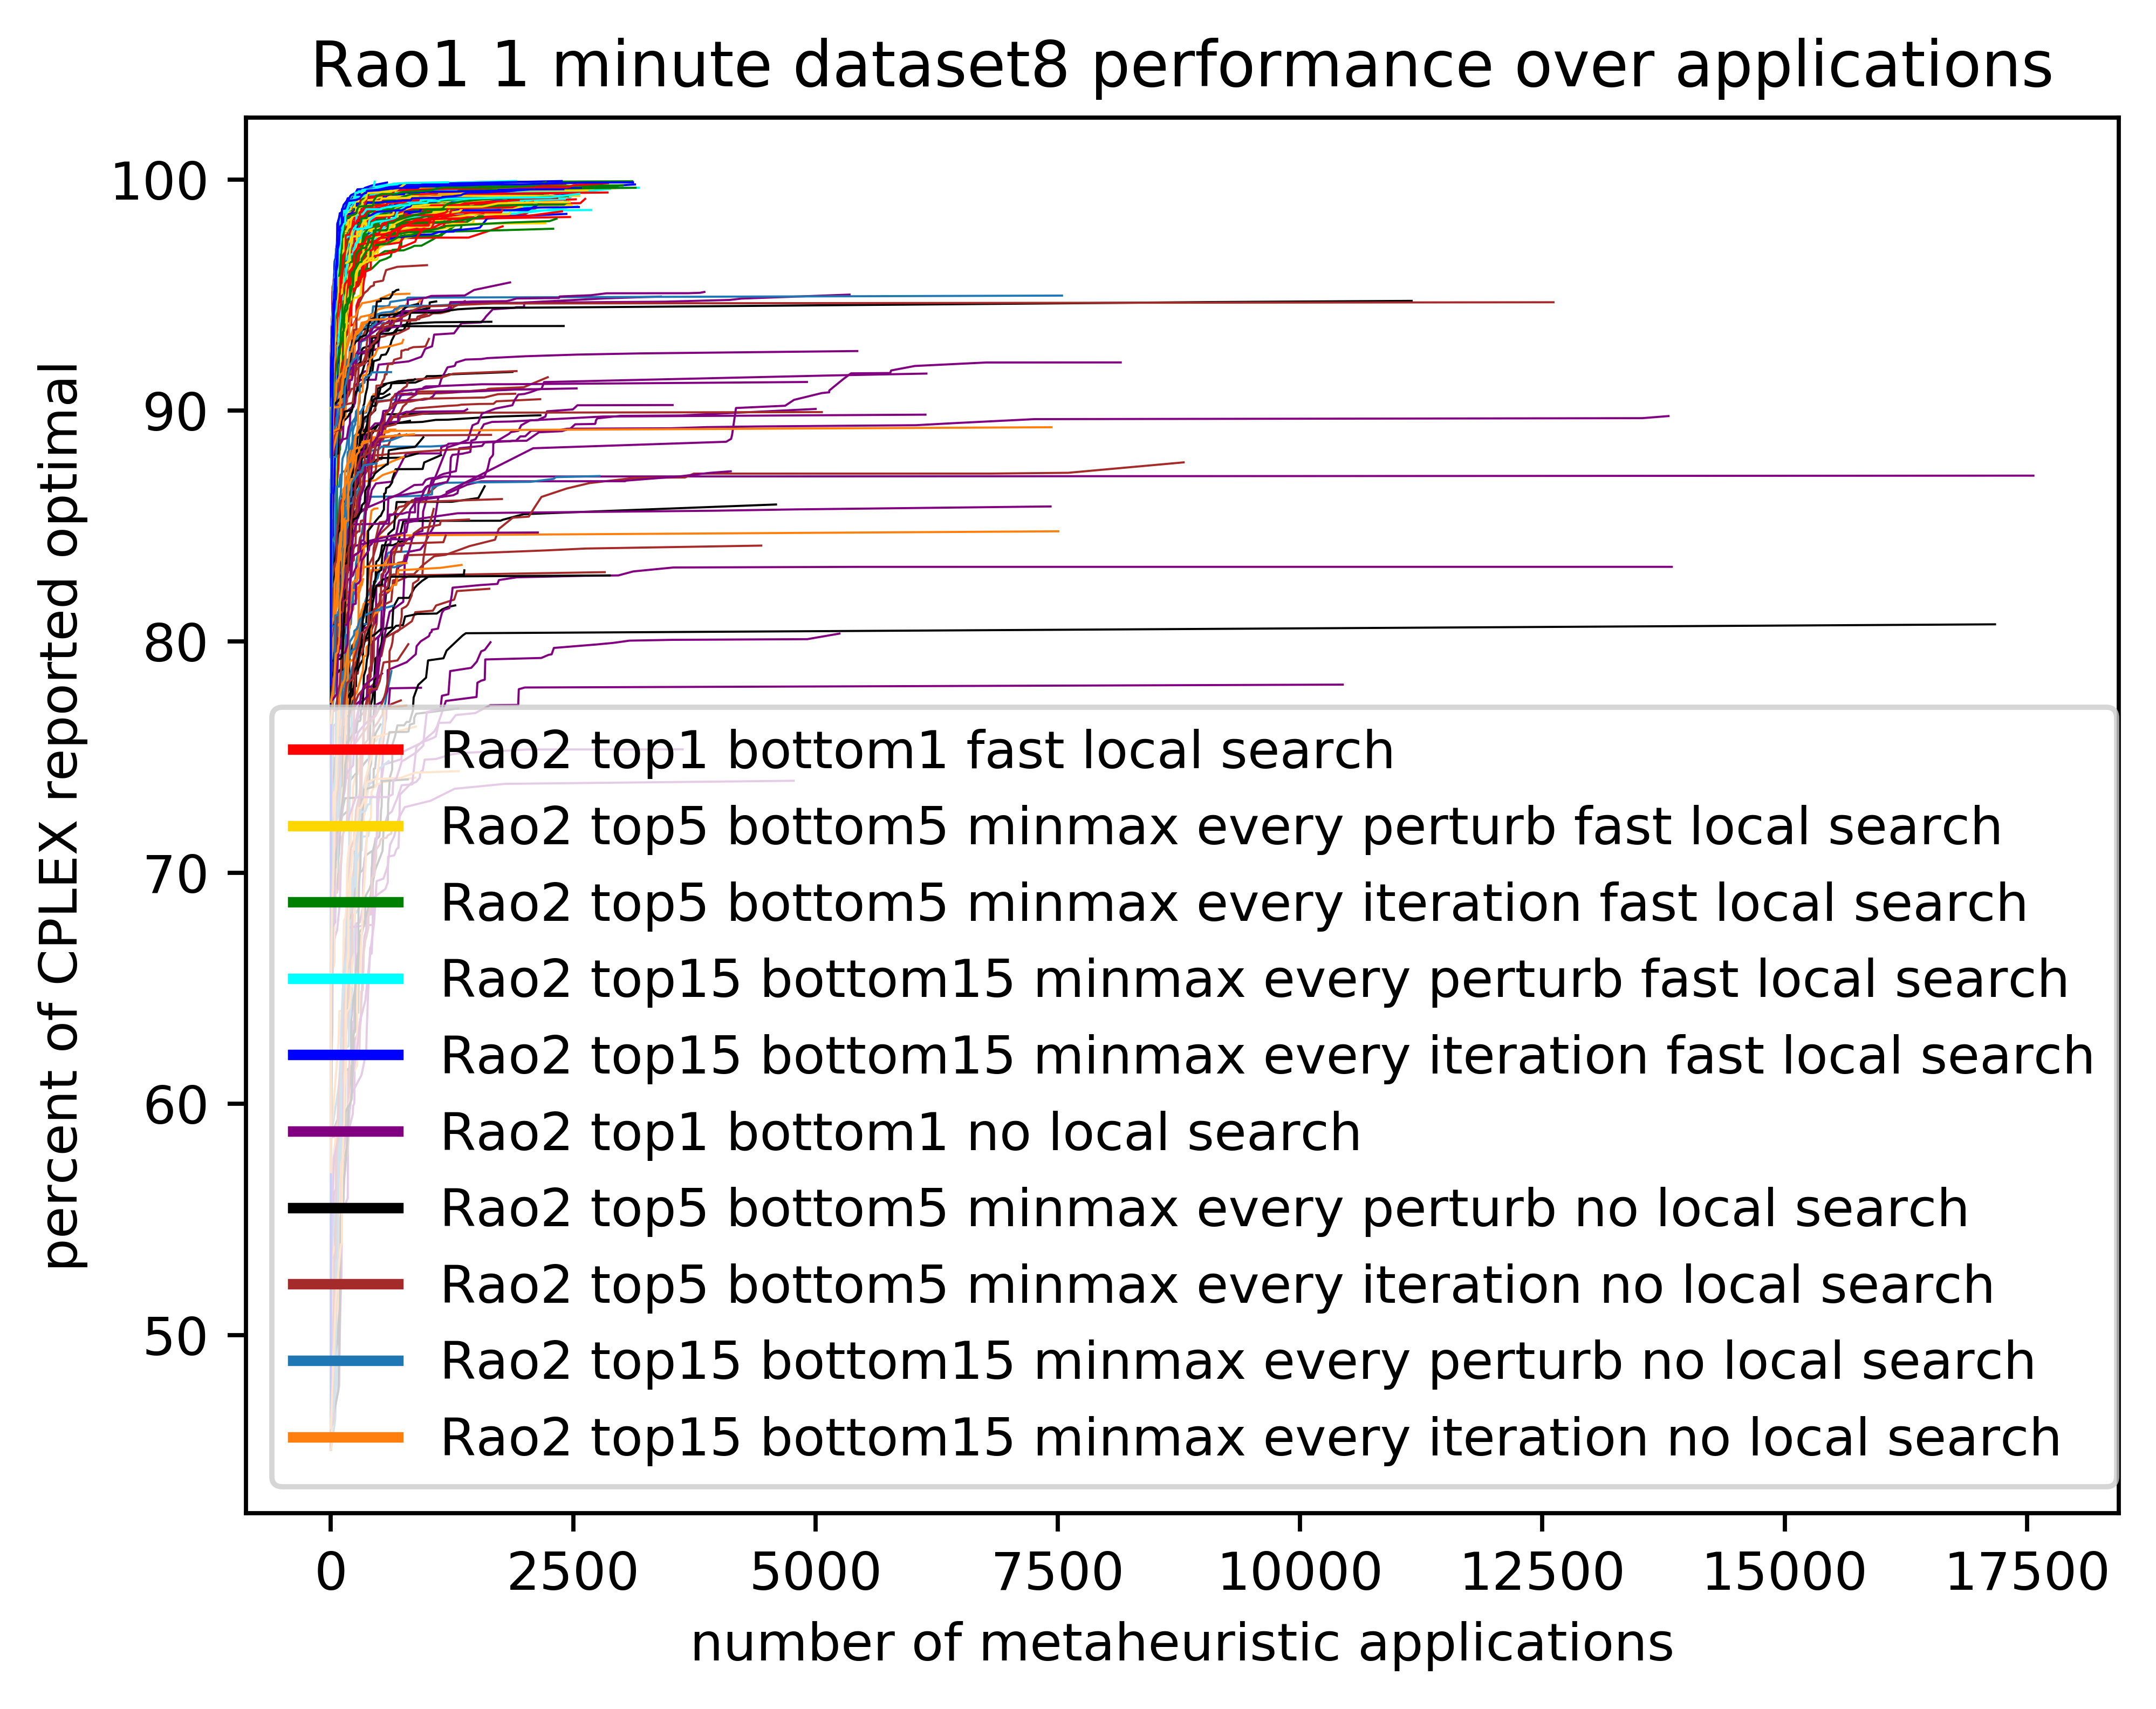 Rao1 1 minute dataset8 performance over applications
percent of CPLEX reported optimal
100
90
80
70
60
50
Rao2 top1 bottom1 fast local search
Rao2 top5 bottom5 minmax every perturb fast local search
Rao2 top5 bottom5 minmax every iteration fast local search
Rao2 top15 bottom15 minmax every perturb fast local search
Rao2 top15 bottom15 minmax every iteration fast local search
Rao2 top1 bottom1 no local search
Rao2 top5 bottom5 minmax every perturb no local search
Rao2 top5 bottom5 minmax every iteration no local search
Rao2 top15 bottom15 minmax every perturb no local search
Rao2 top15 bottom15 minmax every iteration no local search
0 2500 5000 7500 10000 12500 15000 17500
number of metaheuristic applications